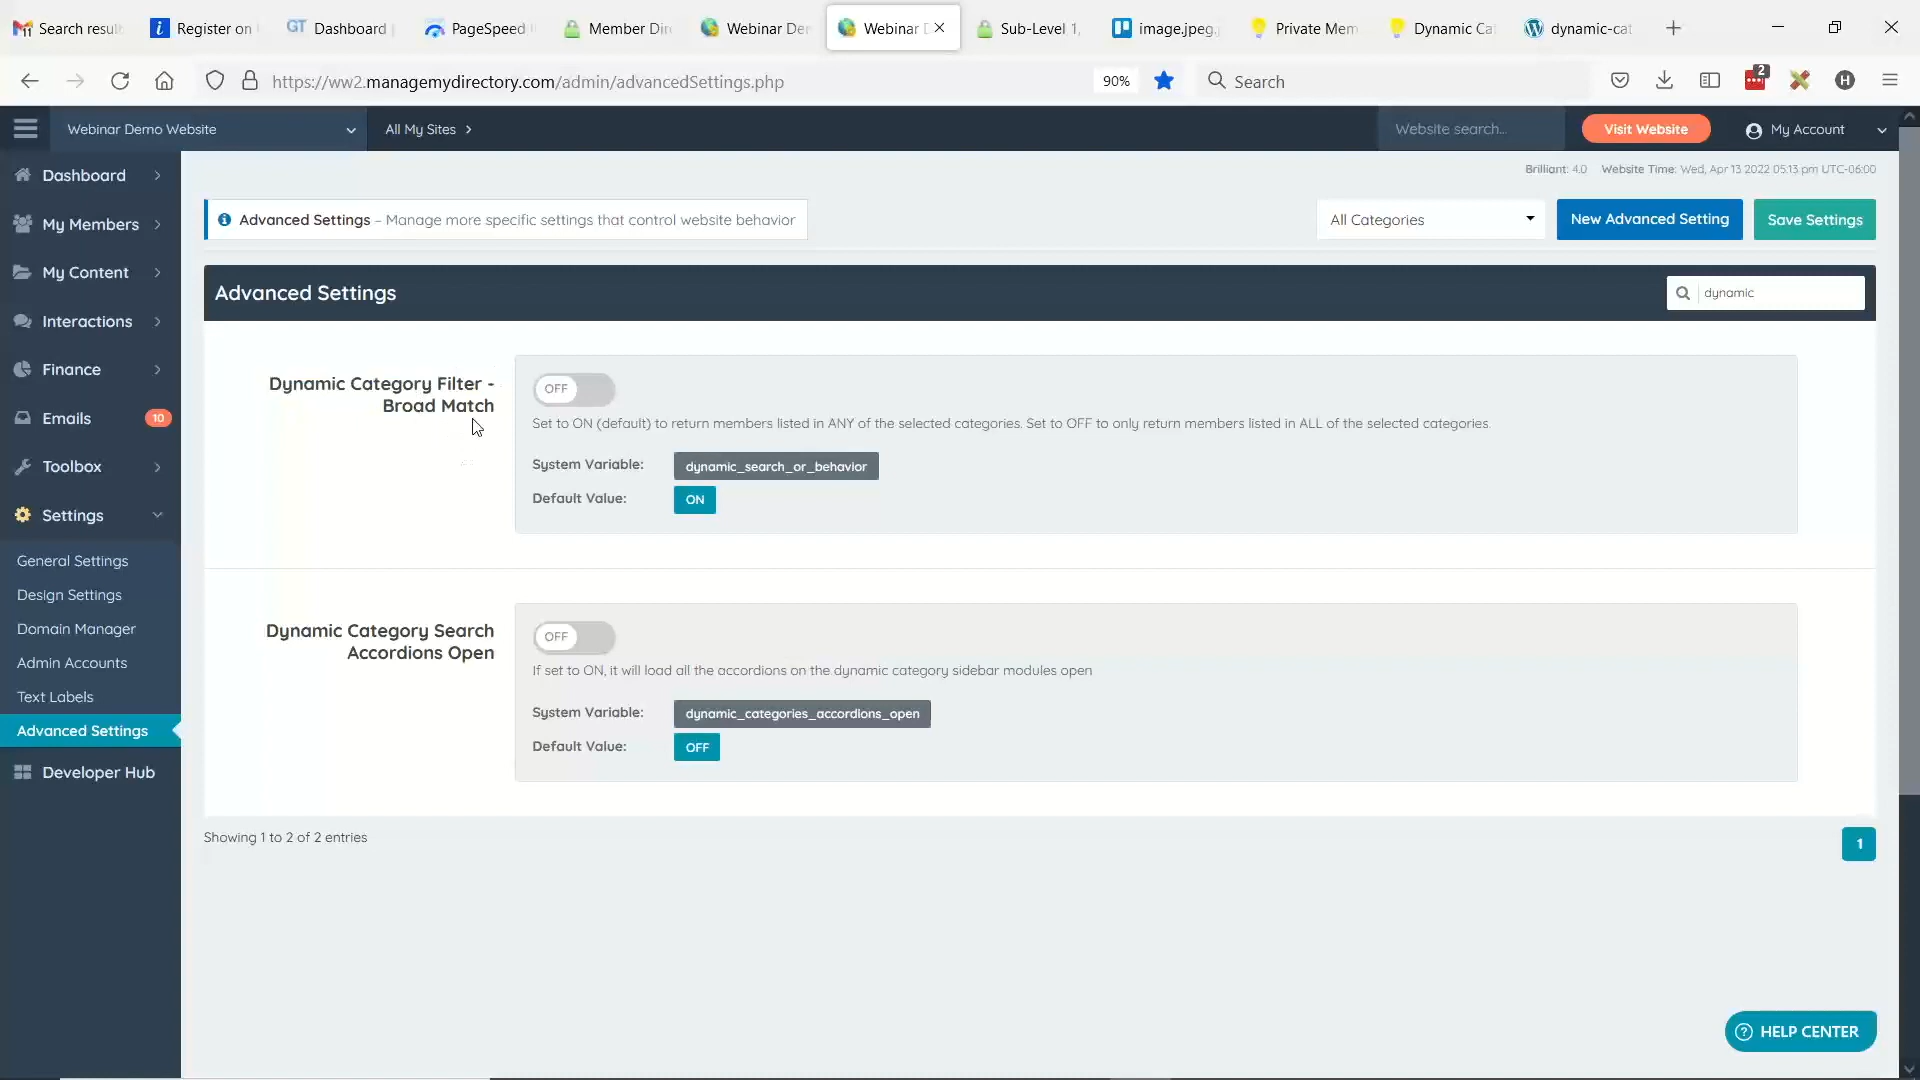 Search result
Register on
GT Dashboard
PageSpeed
Member Dir
Webinar De
Webinar D
Sub-Level 1,
image.jpeg
Private Mem
Dynamic Ca
dynamic-cat
https://ww2.managemydirectory.com/admin/advancedSettings.php
90%
Search
2
H
Webinar Demo Website
All My Sites
Website search...
Visit Website
My Account
Brilliant: 4.0 Website Time: Wed, Apr 13 2022 05:13 pm UTC-06:00
Dashboard
My Members
My Content
Interactions
Finance
Emails 10
Toolbox
Settings
General Settings
Design Settings
Domain Manager
Admin Accounts
Text Labels
Advanced Settings
Developer Hub
Advanced Settings - Manage more specific settings that control website behavior
All Categories
New Advanced Setting
Save Settings
Advanced Settings
dynamic
Dynamic Category Filter -
Broad Match
OFF
Set to ON (default) to return members listed in ANY of the selected categories. Set to OFF to only return members listed in ALL of the selected categories.
System Variable: dynamic_search_or_behavior
Default Value: ON
Dynamic Category Search
Accordions Open
OFF
If set to ON, it will load all the accordions on the dynamic category sidebar modules open
System Variable: dynamic_categories_accordions_open
Default Value: OFF
Showing 1 to 2 of 2 entries
1
HELP CENTER